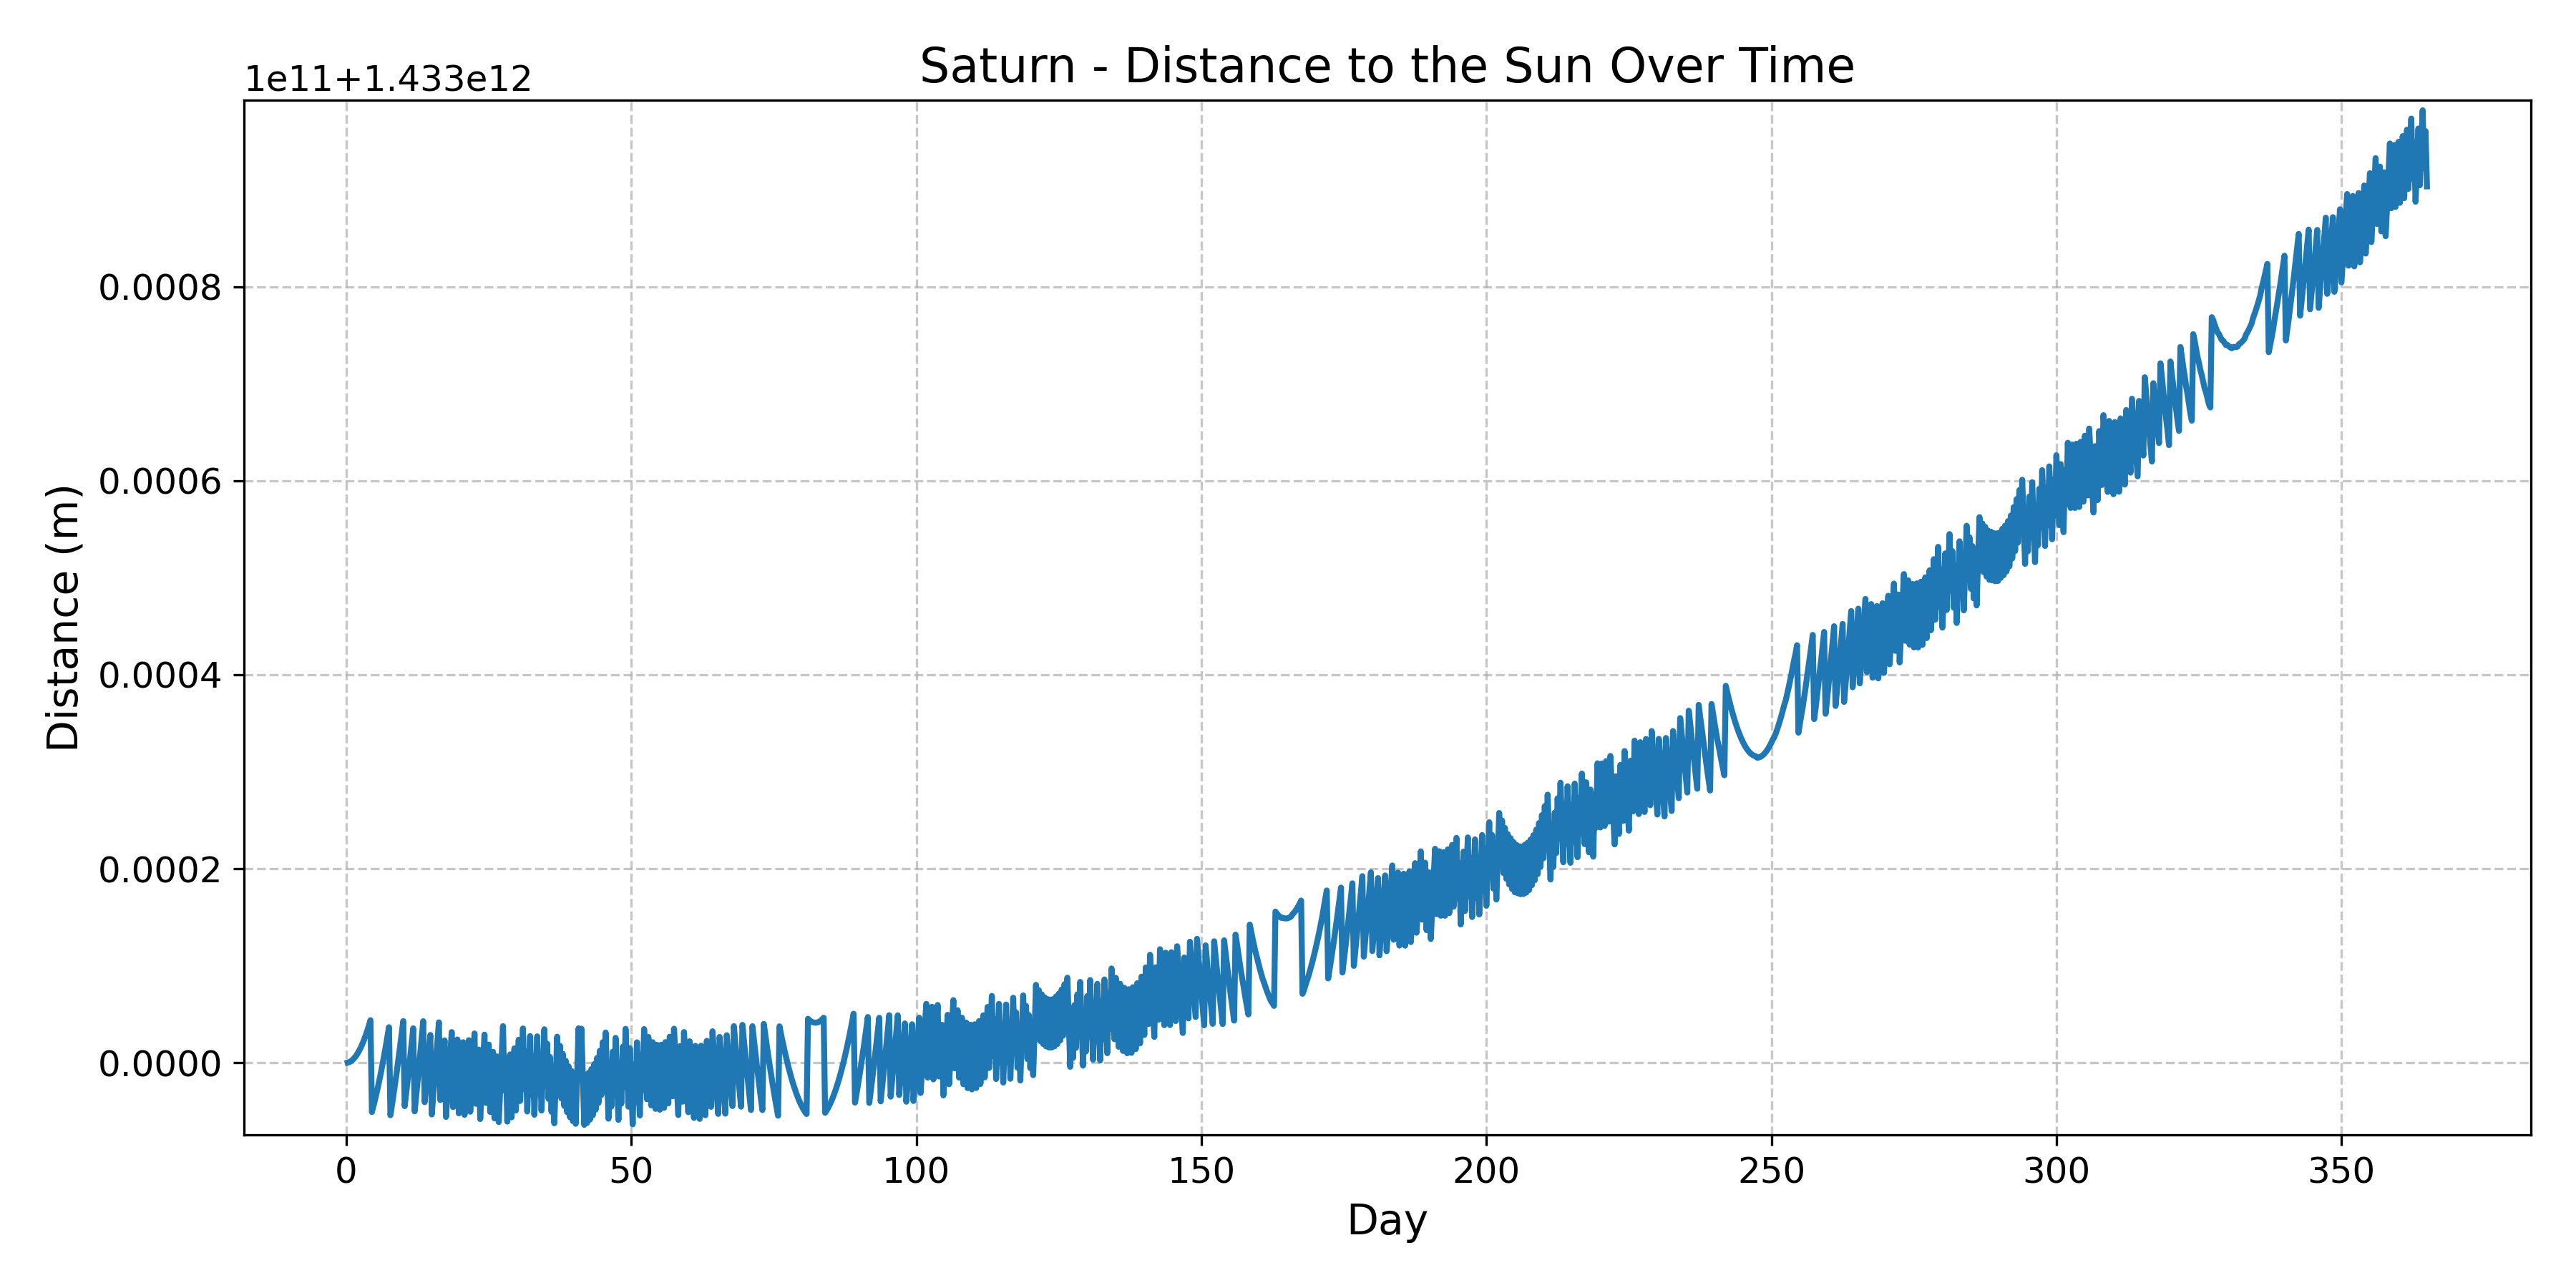 Saturn - Distance to the Sun Over Time
1e11+1.433e12
Distance (m)
0.0008
0.0006
0.0004
0.0002
0.0000
0 50 100 150 200 250 300 350
Day